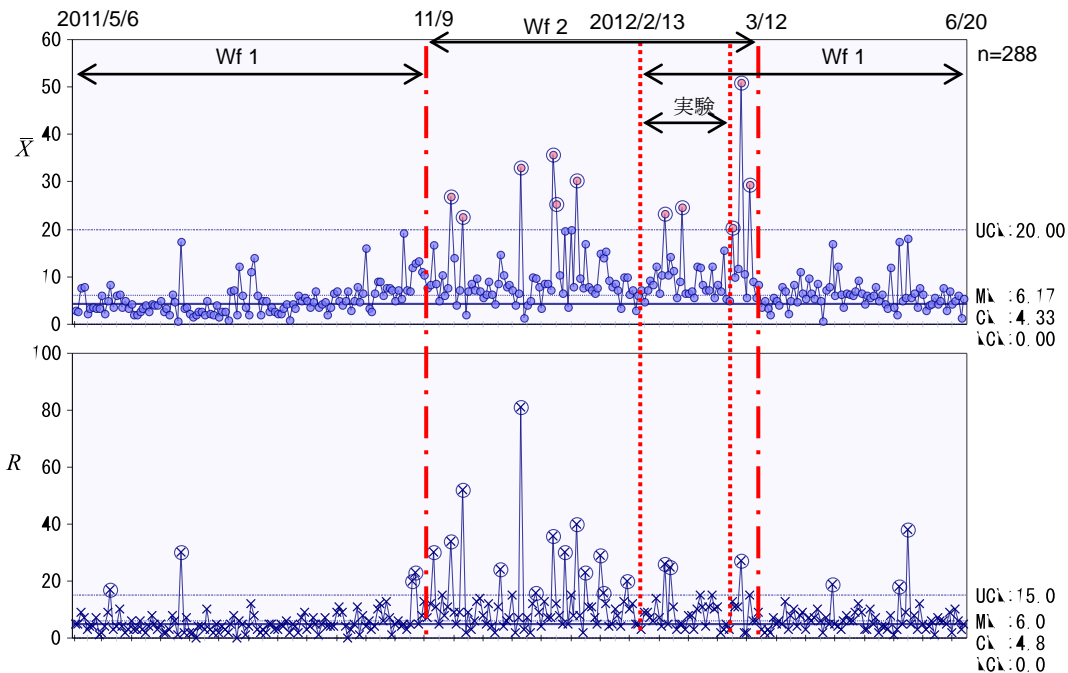 2011/5/6 11/9 Wf 2 2012/2/13 3/12 6/20
60
Wf 1 Wf 1 n=288
50
実験
40
X̄
30
20 UCL:20.00
10 ML :6.17
CL :4.33
0 LCL:0.00
100
80
60
R
40
20 UCL:15.0
ML :6.0
CL :4.8
0 LCL:0.0